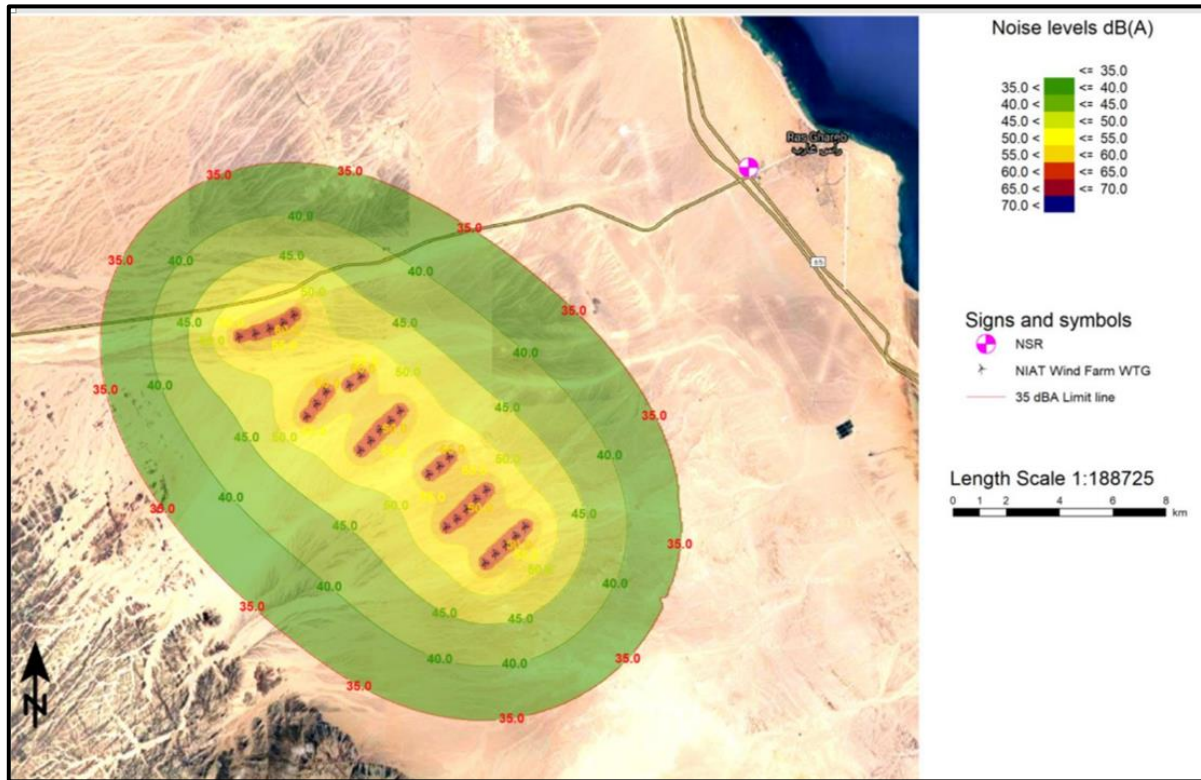 Noise levels dB(A)
<= 35.0
35.0 < <= 40.0
40.0 < <= 45.0
45.0 < <= 50.0
50.0 < <= 55.0
55.0 < <= 60.0
60.0 < <= 65.0
65.0 < <= 70.0
70.0 <
Signs and symbols
NSR
NIAT Wind Farm WTG
35 dBA Limit line
Length Scale 1:188725
0 1 2 4 6 8
km
Ras Ghareb
راس غارب
65
N
35.0
35.0
35.0
40.0
45.0
35.0
40.0
50.0
35.0
45.0
45.0
40.0
50.0
35.0
40.0
45.0
35.0
45.0
50.0
50.0
40.0
40.0
50.0
35.0
45.0
45.0
35.0
40.0
40.0
35.0
45.0
40.0
40.0
35.0
35.0
35.0